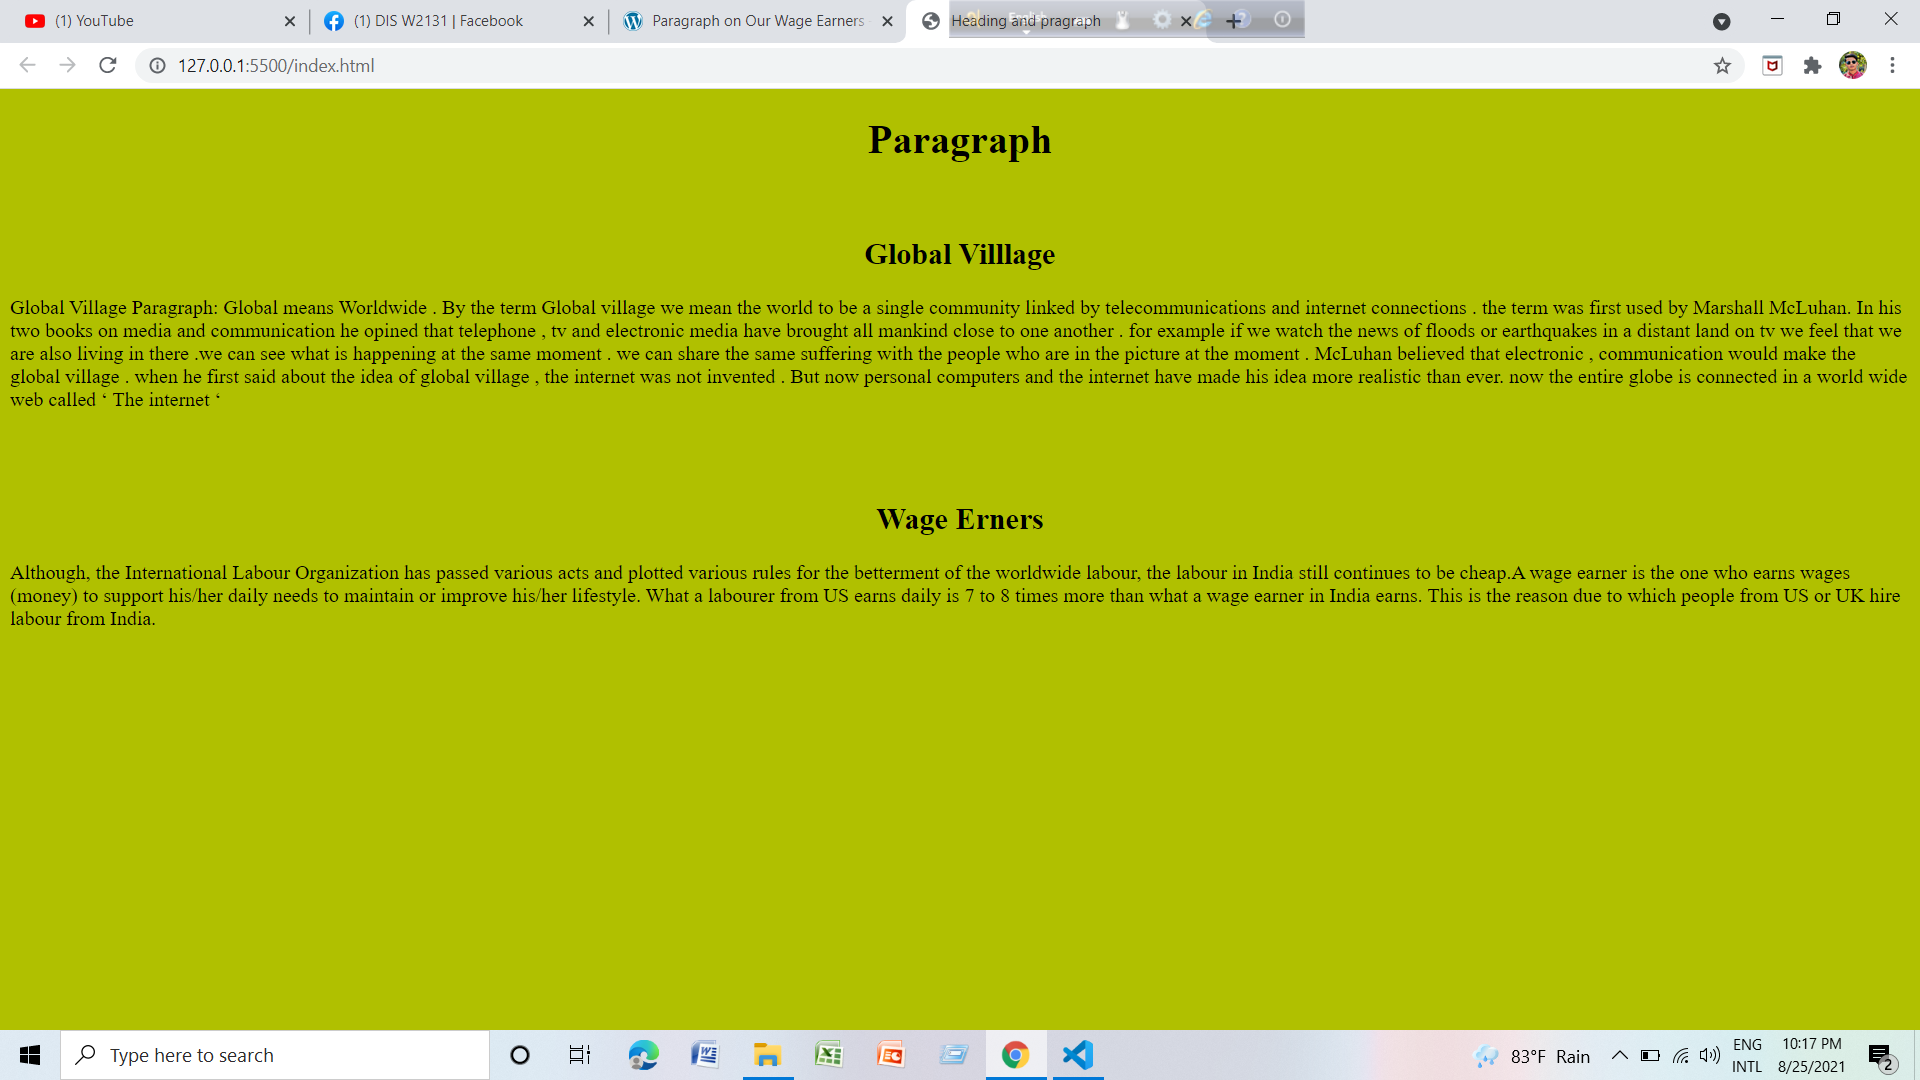 (1) YouTube
(1) DIS W2131 | Facebook
Paragraph on Our Wage Earners
Heading and pragraph
127.0.0.1:5500/index.html
Paragraph
Global Villlage
Global Village Paragraph: Global means Worldwide . By the term Global village we mean the world to be a single community linked by telecommunications and internet connections . the term was first used by Marshall McLuhan. In his
two books on media and communication he opined that telephone , tv and electronic media have brought all mankind close to one another . for example if we watch the news of floods or earthquakes in a distant land on tv we feel that we
are also living in there .we can see what is happening at the same moment . we can share the same suffering with the people who are in the picture at the moment . McLuhan believed that electronic , communication would make the
global village . when he first said about the idea of global village , the internet was not invented . But now personal computers and the internet have made his idea more realistic than ever. now the entire globe is connected in a world wide
web called ‘ The internet ‘
Wage Erners
Although, the International Labour Organization has passed various acts and plotted various rules for the betterment of the worldwide labour, the labour in India still continues to be cheap.A wage earner is the one who earns wages
(money) to support his/her daily needs to maintain or improve his/her lifestyle. What a labourer from US earns daily is 7 to 8 times more than what a wage earner in India earns. This is the reason due to which people from US or UK hire
labour from India.
Type here to search
83°F Rain
ENG
INTL
10:17 PM
8/25/2021
2